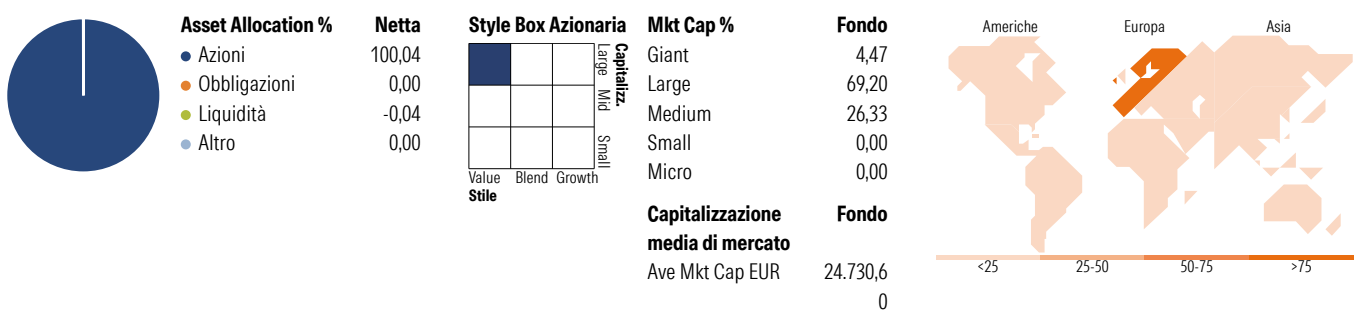 Asset Allocation % Netta
Azioni 100,04
Obbligazioni 0,00
Liquidità -0,04
Altro 0,00
Style Box Azionaria
Capitalizz.
Large Mid Small
Value Blend Growth
Stile
Mkt Cap % Fondo
Giant 4,47
Large 69,20
Medium 26,33
Small 0,00
Micro 0,00
Capitalizzazione Fondo
media di mercato
Ave Mkt Cap EUR 24.730,6
0
Americhe Europa Asia
<25 25-50 50-75 >75